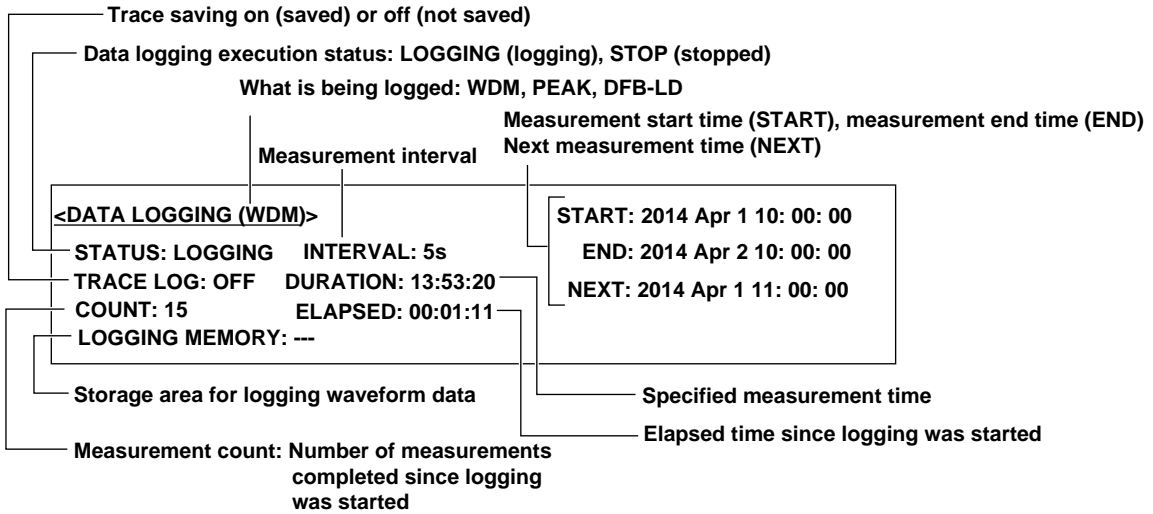 Trace saving on (saved) or off (not saved)
Data logging execution status: LOGGING (logging), STOP (stopped)
What is being logged: WDM, PEAK, DFB-LD
Measurement start time (START), measurement end time (END)
Next measurement time (NEXT)
Measurement interval
<DATA LOGGING (WDM)>
START: 2014 Apr 1 10: 00: 00
STATUS: LOGGING INTERVAL: 5s
END: 2014 Apr 2 10: 00: 00
TRACE LOG: OFF DURATION: 13:53:20
NEXT: 2014 Apr 1 11: 00: 00
COUNT: 15 ELAPSED: 00:01:11
LOGGING MEMORY: ---
Storage area for logging waveform data
Specified measurement time
Elapsed time since logging was started
Measurement count: Number of measurements
completed since logging
was started